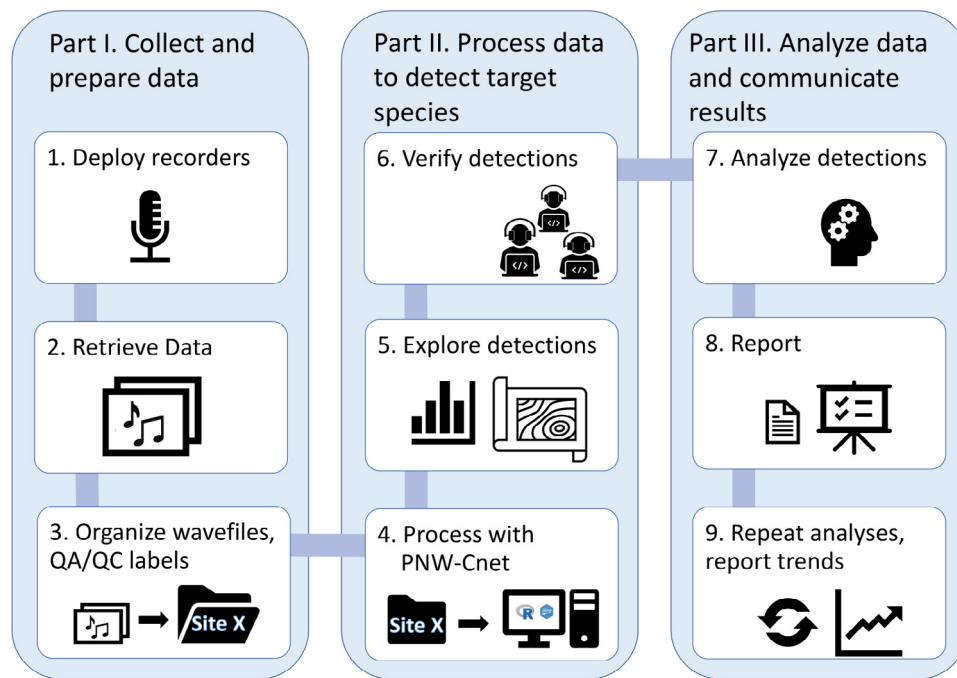 Part I. Collect and
prepare data
1. Deploy recorders
2. Retrieve Data
3. Organize wavefiles,
QA/QC labels
Site X
Part II. Process data
to detect target
species
6. Verify detections
</>
</>
</>
5. Explore detections
4. Process with
PNW-Cnet
Site X
R
Part III. Analyze data
and communicate
results
7. Analyze detections
8. Report
9. Repeat analyses,
report trends